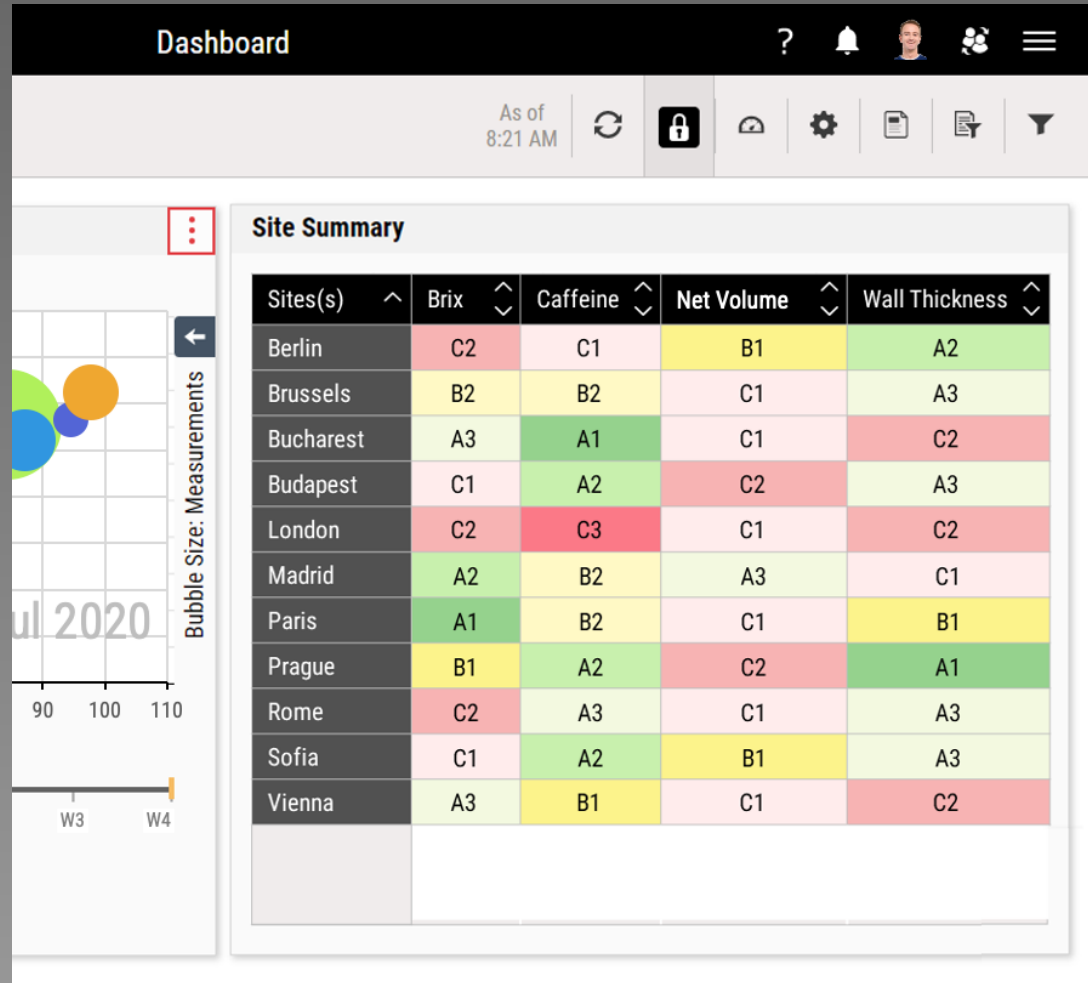 Dashboard
?
As of
8:21 AM
Site Summary
Sites(s) Brix Caffeine Net Volume Wall Thickness
Berlin C2 C1 B1 A2
Brussels B2 B2 C1 A3
Bucharest A3 A1 C1 C2
Budapest C1 A2 C2 A3
London C2 C3 C1 C2
Madrid A2 B2 A3 C1
Paris A1 B2 C1 B1
Prague B1 A2 C2 A1
Rome C2 A3 C1 A3
Sofia C1 A2 B1 A3
Vienna A3 B1 C1 C2
Bubble Size: Measurements
ul 2020
90 100 110
W3 W4